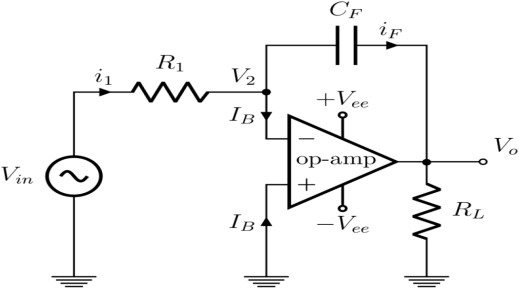 C_F
i_F
i_1
R_1
V_2
I_B
+V_ee
−
op-amp
+
V_o
V_in
I_B
−V_ee
R_L